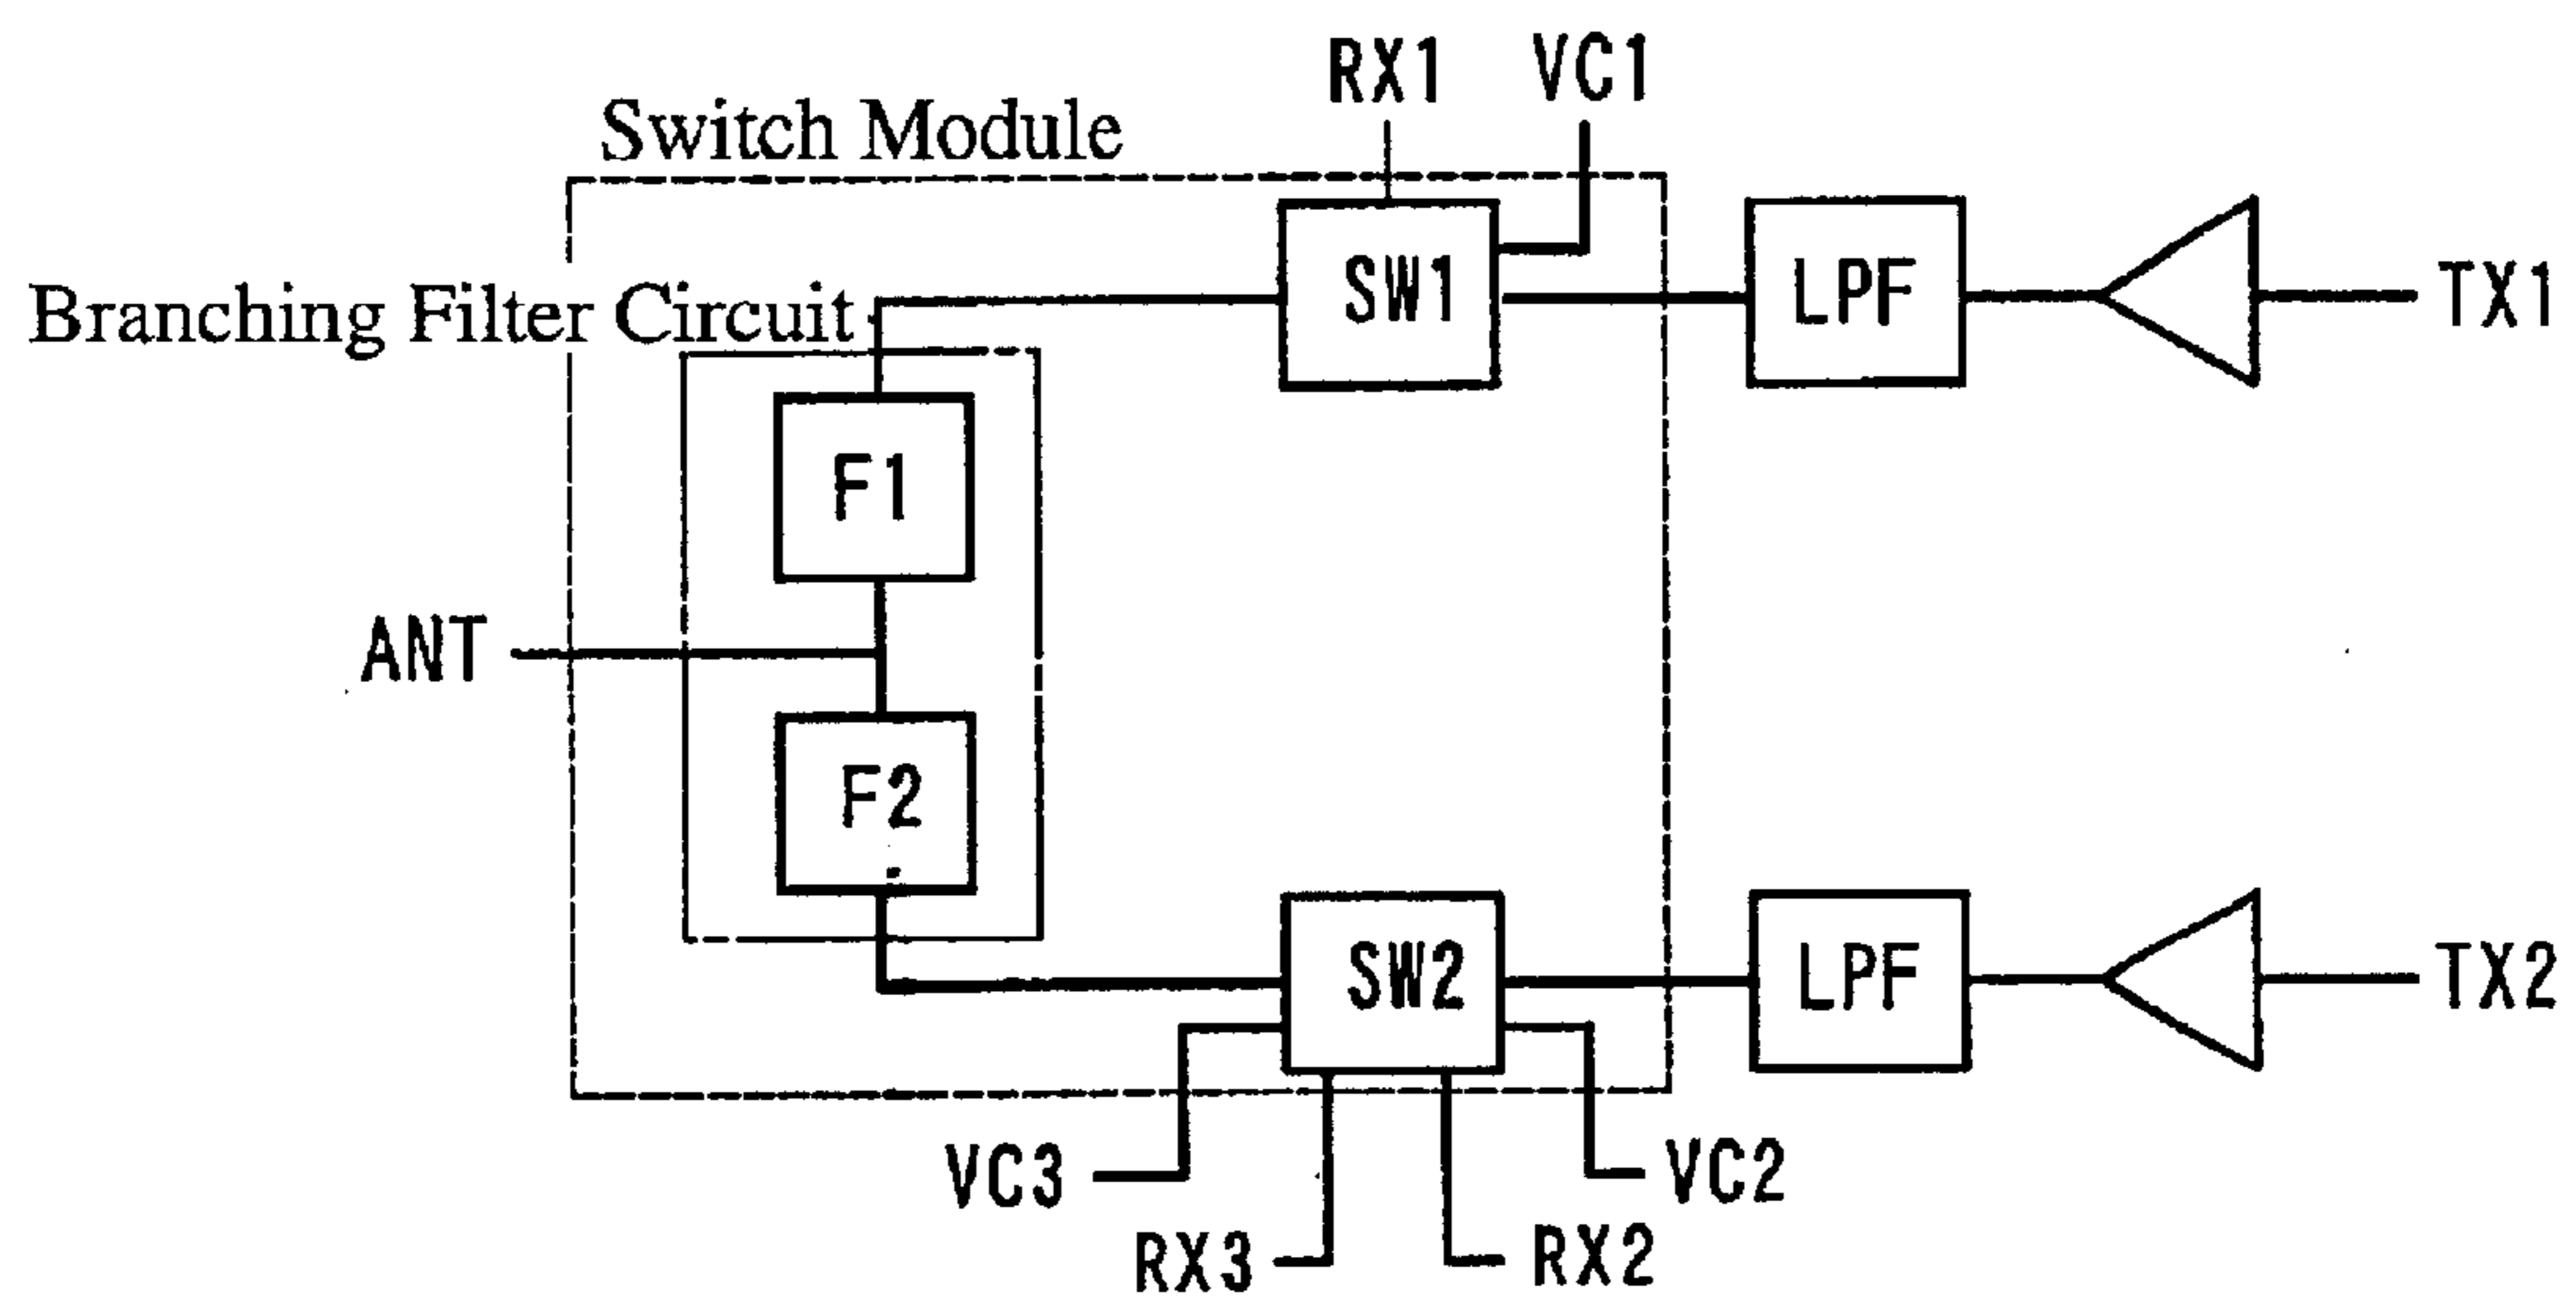 RX1 VC1
Switch Module
SW1 LPF TX1
Branching Filter Circuit
F1
ANT
F2
SW2 LPF TX2
VC3 VC2
RX3 RX2